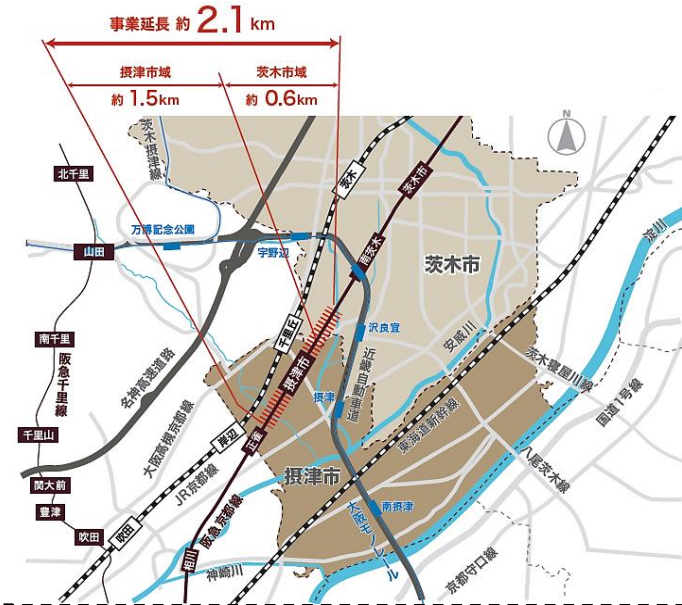 事業延長 約 2.1 km
摂津市域
約 1.5km
茨木市域
約 0.6km
N
茨木摂津線
北千里
茨木
茨木市
万博記念公園
山田
宇野辺
南茨木
茨木市
淀川
南千里
千里丘
沢良宜
安威川
阪急千里線
名神高速道路
摂津市
近畿自動車道
茨木寝屋川線
国道1号線
大阪高槻京都線
摂津
千里山
岸辺
正雀
東海道新幹線
関大前
JR京都線
摂津市
八尾茨木線
豊津
吹田
吹田
阪急京都線
南摂津
大阪モノレール
相川
神崎川
京都守口線